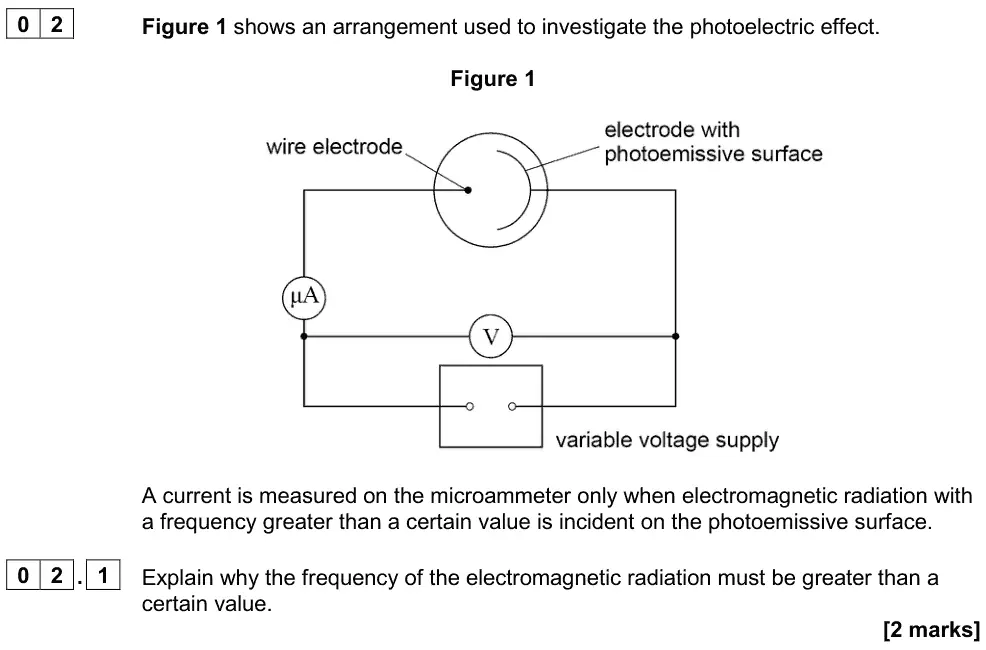 0 2 Figure 1 shows an arrangement used to investigate the photoelectric effect.
Figure 1
wire electrode
electrode with
photoemissive surface
µA
V
variable voltage supply
A current is measured on the microammeter only when electromagnetic radiation with
a frequency greater than a certain value is incident on the photoemissive surface.
0 2 . 1 Explain why the frequency of the electromagnetic radiation must be greater than a
certain value.
[2 marks]